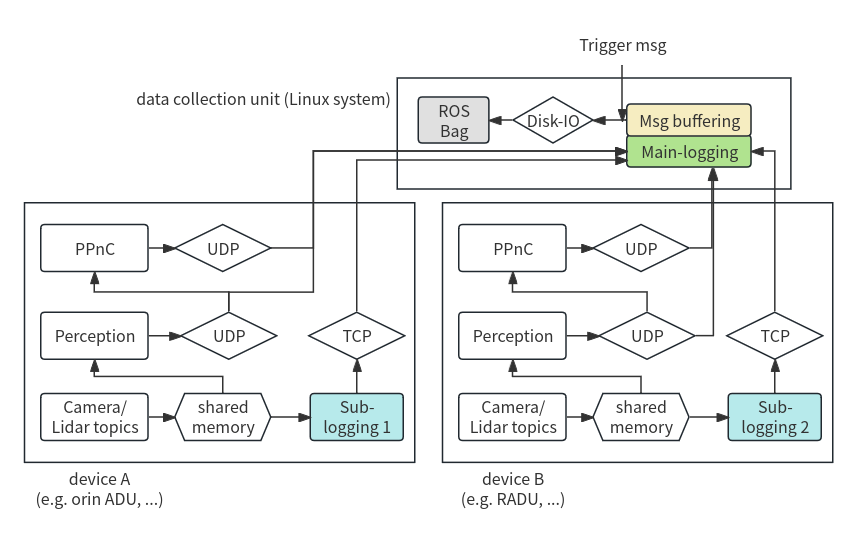 Trigger msg
data collection unit (Linux system)
ROS
Bag
Disk-IO
Msg buffering
Main-logging
PPnC
UDP
Perception
UDP
TCP
Camera/
Lidar topics
shared
memory
Sub-
logging 1
device A
(e.g. orin ADU, ...)
PPnC
UDP
Perception
UDP
TCP
Camera/
Lidar topics
shared
memory
Sub-
logging 2
device B
(e.g. RADU, ...)